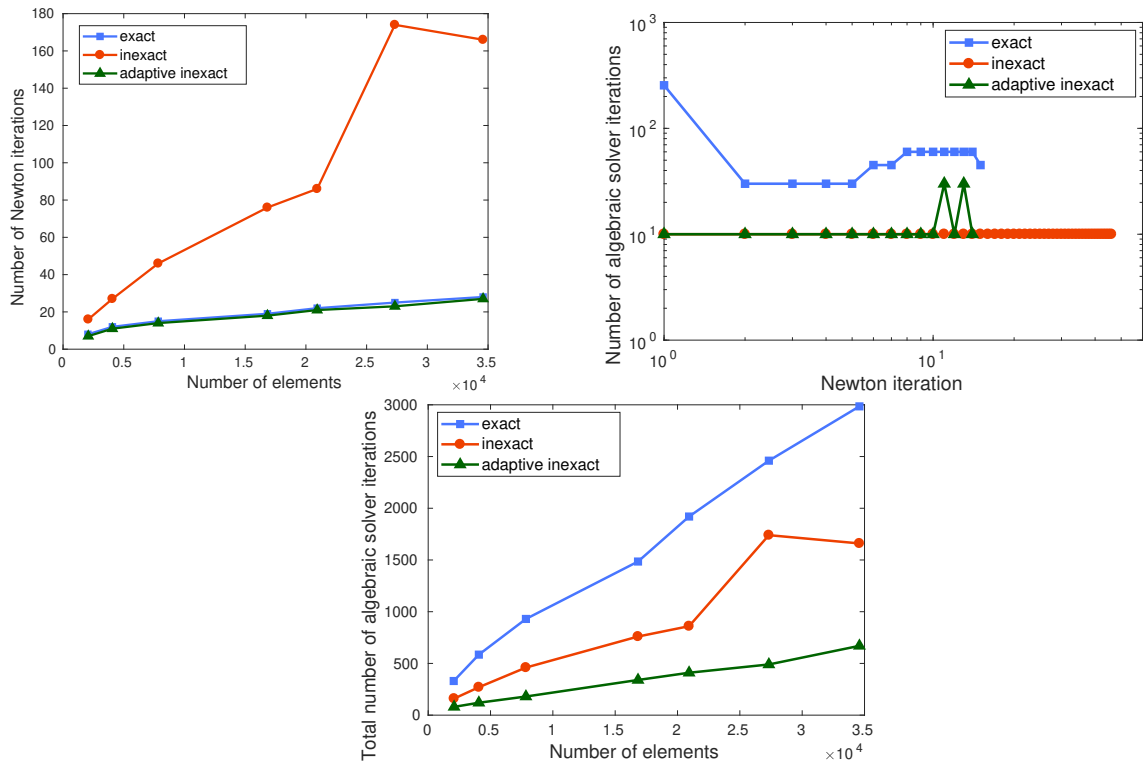 Number of Newton iterations
180
160
140
120
100
80
60
40
20
0
exact
inexact
adaptive inexact
0 0.5 1 1.5 2 2.5 3 3.5
Number of elements
×10^4
Number of algebraic solver iterations
10^3
10^2
10^1
10^0
exact
inexact
adaptive inexact
10^0 10^1
Newton iteration
Total number of algebraic solver iterations
3000
2500
2000
1500
1000
500
0
exact
inexact
adaptive inexact
0 0.5 1 1.5 2 2.5 3 3.5
Number of elements
×10^4